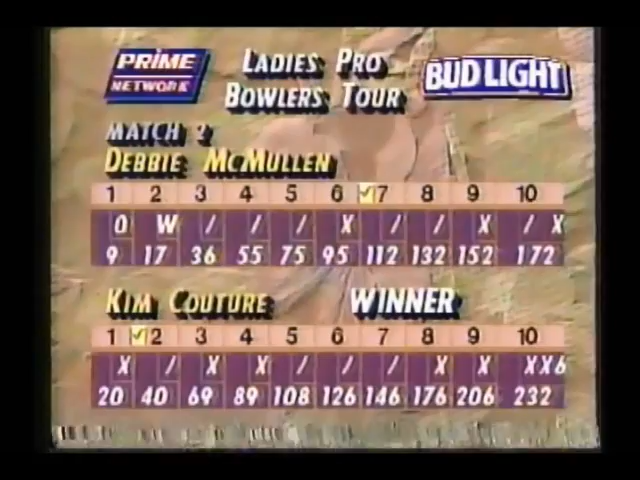 PRIME
NETWORK
LADIES PRO
BOWLERS TOUR
BUD LIGHT
MATCH 2
DEBBIE MCMULLEN
1 2 3 4 5 6 7 8 9 10
0 W / / / X / / X / X
9 17 36 55 75 95 112 132 152 172
KIM COUTURE WINNER
1 2 3 4 5 6 7 8 9 10
X / X X / / / X X XX6
20 40 69 89 108 126 146 176 206 232